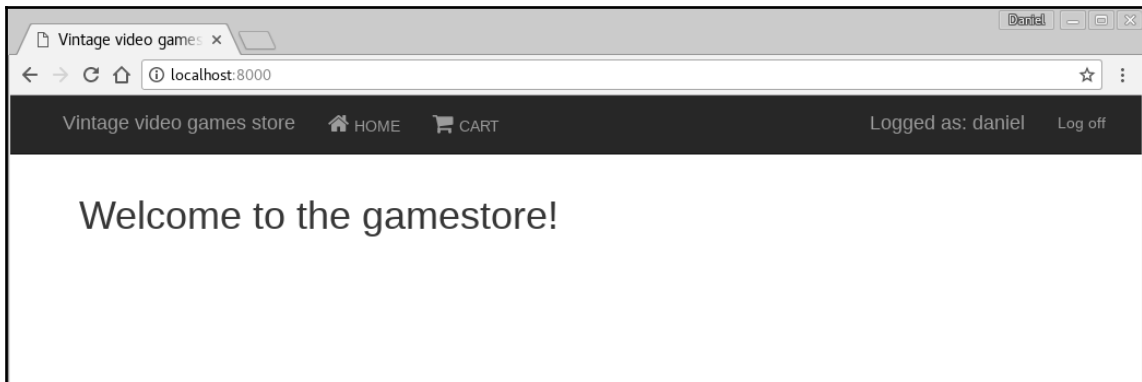 Daniel
Vintage video games
localhost:8000
Vintage video games store HOME CART Logged as: daniel Log off
Welcome to the gamestore!